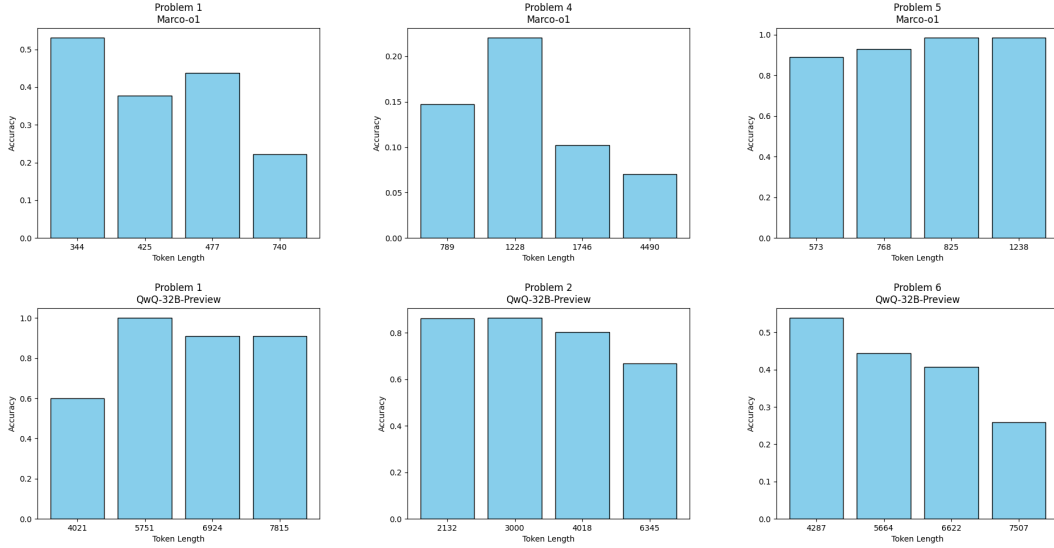 Problem 1
Marco-o1
Accuracy
0.5
0.4
0.3
0.2
0.1
0.0
344 425 477 740
Token Length
Problem 4
Marco-o1
Accuracy
0.20
0.15
0.10
0.05
0.00
789 1228 1746 4490
Token Length
Problem 5
Marco-o1
Accuracy
1.0
0.8
0.6
0.4
0.2
0.0
573 768 825 1238
Token Length
Problem 1
QwQ-32B-Preview
Accuracy
1.0
0.8
0.6
0.4
0.2
0.0
4021 5751 6924 7815
Token Length
Problem 2
QwQ-32B-Preview
Accuracy
0.8
0.6
0.4
0.2
0.0
2132 3000 4018 6345
Token Length
Problem 6
QwQ-32B-Preview
Accuracy
0.5
0.4
0.3
0.2
0.1
0.0
4287 5664 6622 7507
Token Length